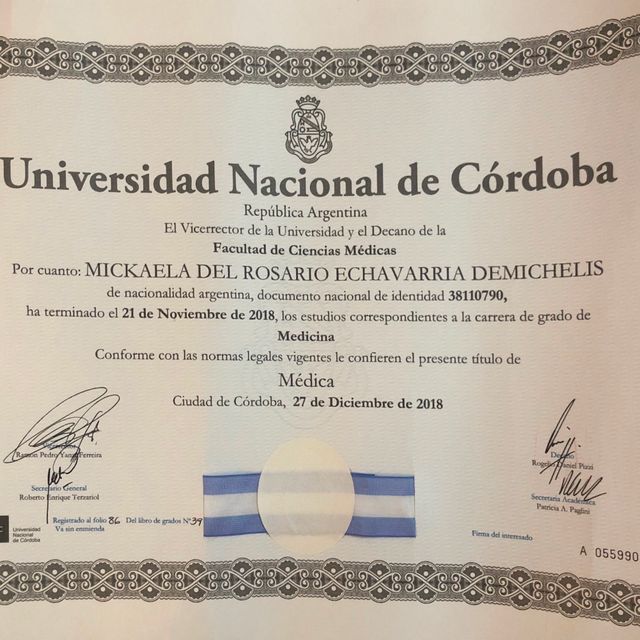 Universidad Nacional de Córdoba
República Argentina
El Vicerrector de la Universidad y el Decano de la
Facultad de Ciencias Médicas
Por cuanto: MICKAELA DEL ROSARIO ECHAVARRIA DEMICHELIS
de nacionalidad argentina, documento nacional de identidad 38110790,
ha terminado el 21 de Noviembre de 2018, los estudios correspondientes a la carrera de grado de
Medicina
Conforme con las normas legales vigentes le confieren el presente título de
Médica
Ciudad de Córdoba, 27 de Diciembre de 2018
Ramón Pedro Yanzi Ferreira
Secretario General
Roberto Enrique Terzariol
Decano
Rogelio Daniel Pizzi
Secretaria Académica
Patricia A. Paglini
Registrado al folio 86 Del libro de grados N° 39
Va sin enmienda
Universidad
Nacional
de Córdoba
Firma del interesado
A 055990